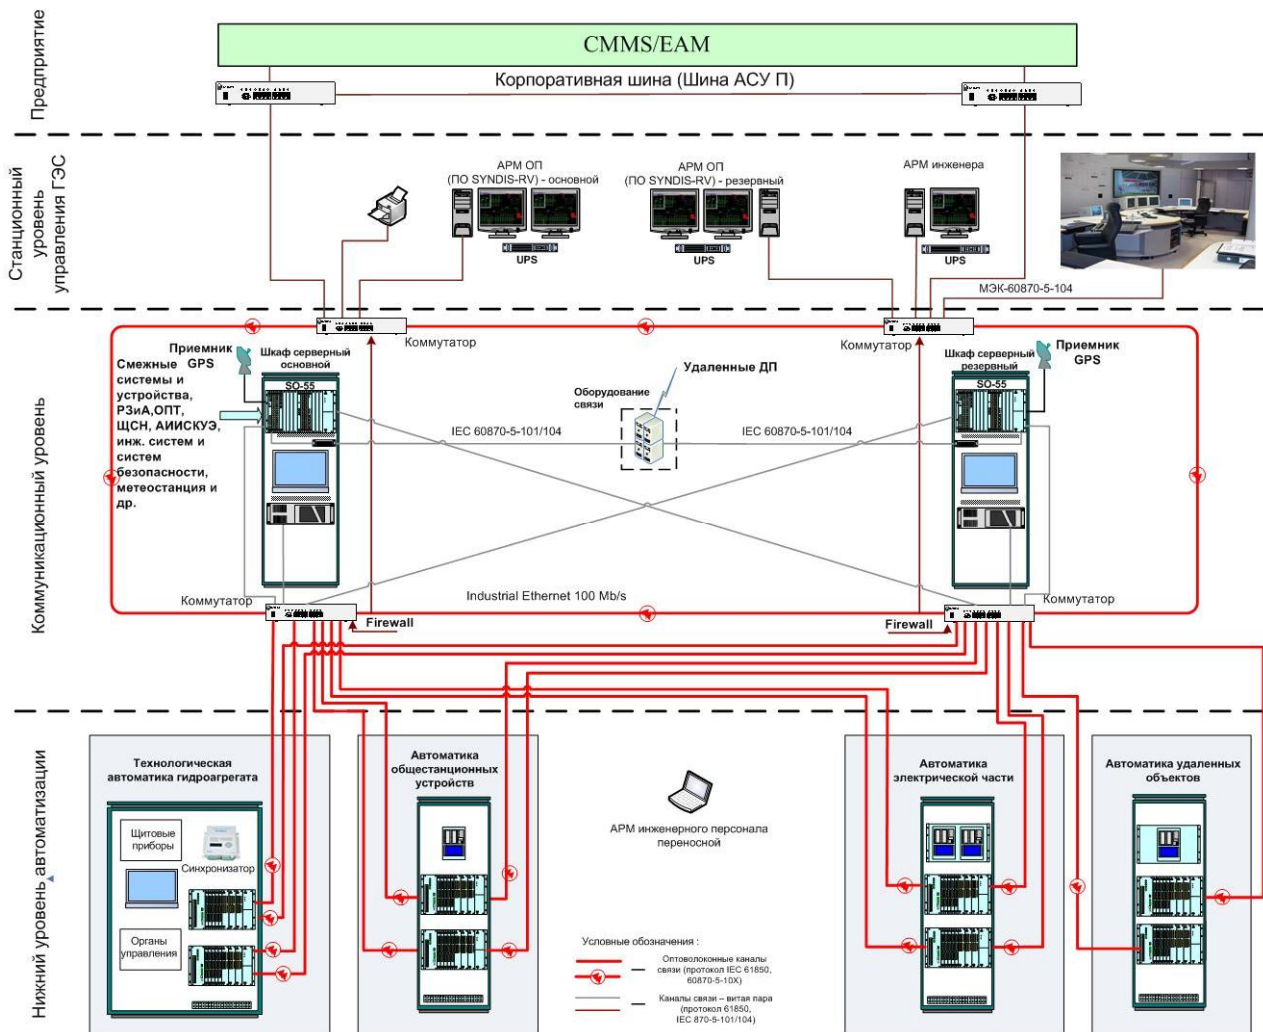 CMMS/EAM
Корпоративная шина (Шина АСУ П)
Предприятие
Станционный
уровень
управления ГЭС
АРМ ОП
(ПО SYNDIS-RV) - основной
UPS
АРМ ОП
(ПО SYNDIS-RV) - резервный
UPS
АРМ инженера
UPS
МЭК-60870-5-104
Коммуникационный уровень
Коммутатор
Коммутатор
Приемник
GPS
Шкаф серверный
основной
SO-55
Смежные
системы и
устройства,
РЗиА,ОПТ,
ЩСН, АИИСКУЭ,
инж. систем и
систем
безопасности,
метеостанция и
др.
Удаленные ДП
Оборудование
связи
IEC 60870-5-101/104
IEC 60870-5-101/104
Шкаф серверный
резервный
SO-55
Приемник
GPS
Коммутатор
Industrial Ethernet 100 Mb/s
Коммутатор
Firewall
Firewall
Нижний уровень автоматизации
Технологическая
автоматика гидроагрегата
Щитовые
приборы
Синхронизатор
Органы
управления
Автоматика
общестанционных
устройств
АРМ инженерного персонала
переносной
Автоматика
электрической части
Автоматика удаленных
объектов
Условные обозначения :
Оптоволоконные каналы
связи (протокол IEC 61850,
60870-5-10X)
Каналы связи – витая пара
(протокол 61850,
IEC 870-5-101/104)